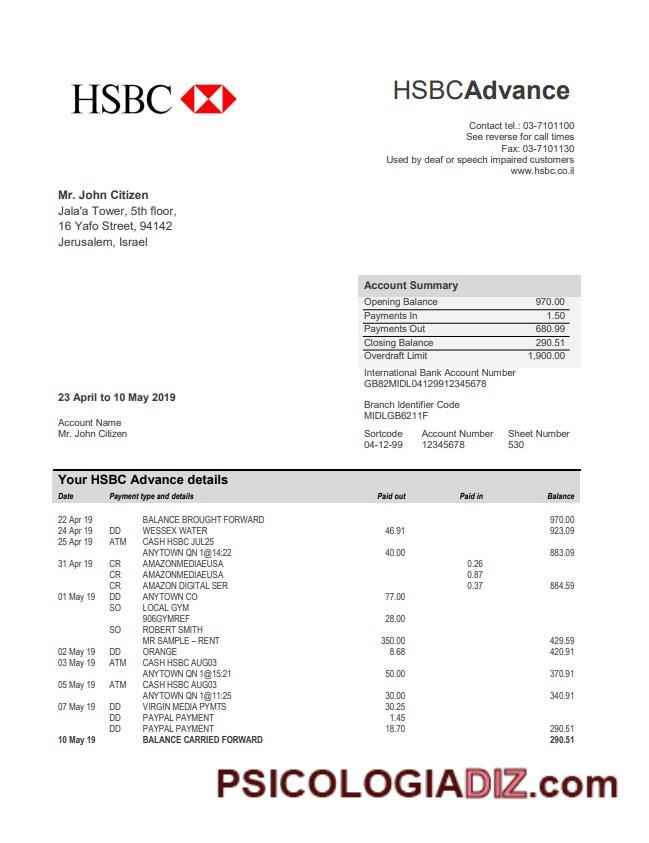 HSBC
HSBCAdvance
Contact tel.: 03-7101100
See reverse for call times
Fax: 03-7101130
Used by deaf or speech impaired customers
www.hsbc.co.il
Mr. John Citizen
Jala'a Tower, 5th floor,
16 Yafo Street, 94142
Jerusalem, Israel
Account Summary
Opening Balance 970.00
Payments In 1.50
Payments Out 680.99
Closing Balance 290.51
Overdraft Limit 1,900.00
International Bank Account Number
GB82MIDL04129912345678
23 April to 10 May 2019
Branch Identifier Code
MIDLGB6211F
Account Name
Mr. John Citizen
Sortcode Account Number Sheet Number
04-12-99 12345678 530
Your HSBC Advance details
Date Payment type and details Paid out Paid in Balance
22 Apr 19 BALANCE BROUGHT FORWARD 970.00
24 Apr 19 DD WESSEX WATER 46.91 923.09
25 Apr 19 ATM CASH HSBC JUL25
ANYTOWN QN 1@14:22 40.00 883.09
31 Apr 19 CR AMAZONMEDIAEUSA 0.26
CR AMAZONMEDIAEUSA 0.87
CR AMAZON DIGITAL SER 0.37 884.59
01 May 19 DD ANYTOWN CO 77.00
SO LOCAL GYM
906GYMREF 28.00
SO ROBERT SMITH
MR SAMPLE – RENT 350.00 429.59
02 May 19 DD ORANGE 8.68 420.91
03 May 19 ATM CASH HSBC AUG03
ANYTOWN QN 1@15:21 50.00 370.91
05 May 19 ATM CASH HSBC AUG03
ANYTOWN QN 1@11:25 30.00 340.91
07 May 19 DD VIRGIN MEDIA PYMTS 30.25
DD PAYPAL PAYMENT 1.45
DD PAYPAL PAYMENT 18.70 290.51
10 May 19 BALANCE CARRIED FORWARD 290.51
PSICOLOGIADIZ.com